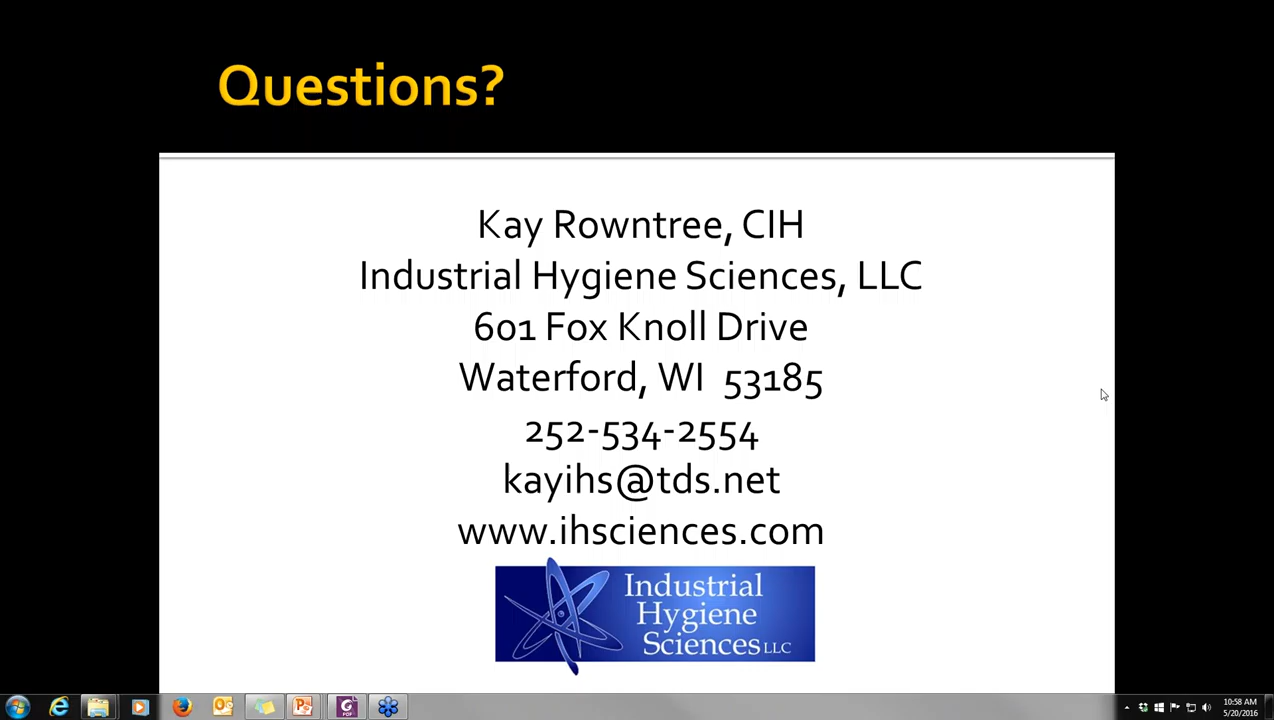 Questions?
Kay Rowntree, CIH
Industrial Hygiene Sciences, LLC
601 Fox Knoll Drive
Waterford, WI 53185
252-534-2554
kayihs@tds.net
www.ihsciences.com
Industrial
Hygiene
Sciences LLC
10:58 AM
5/20/2016